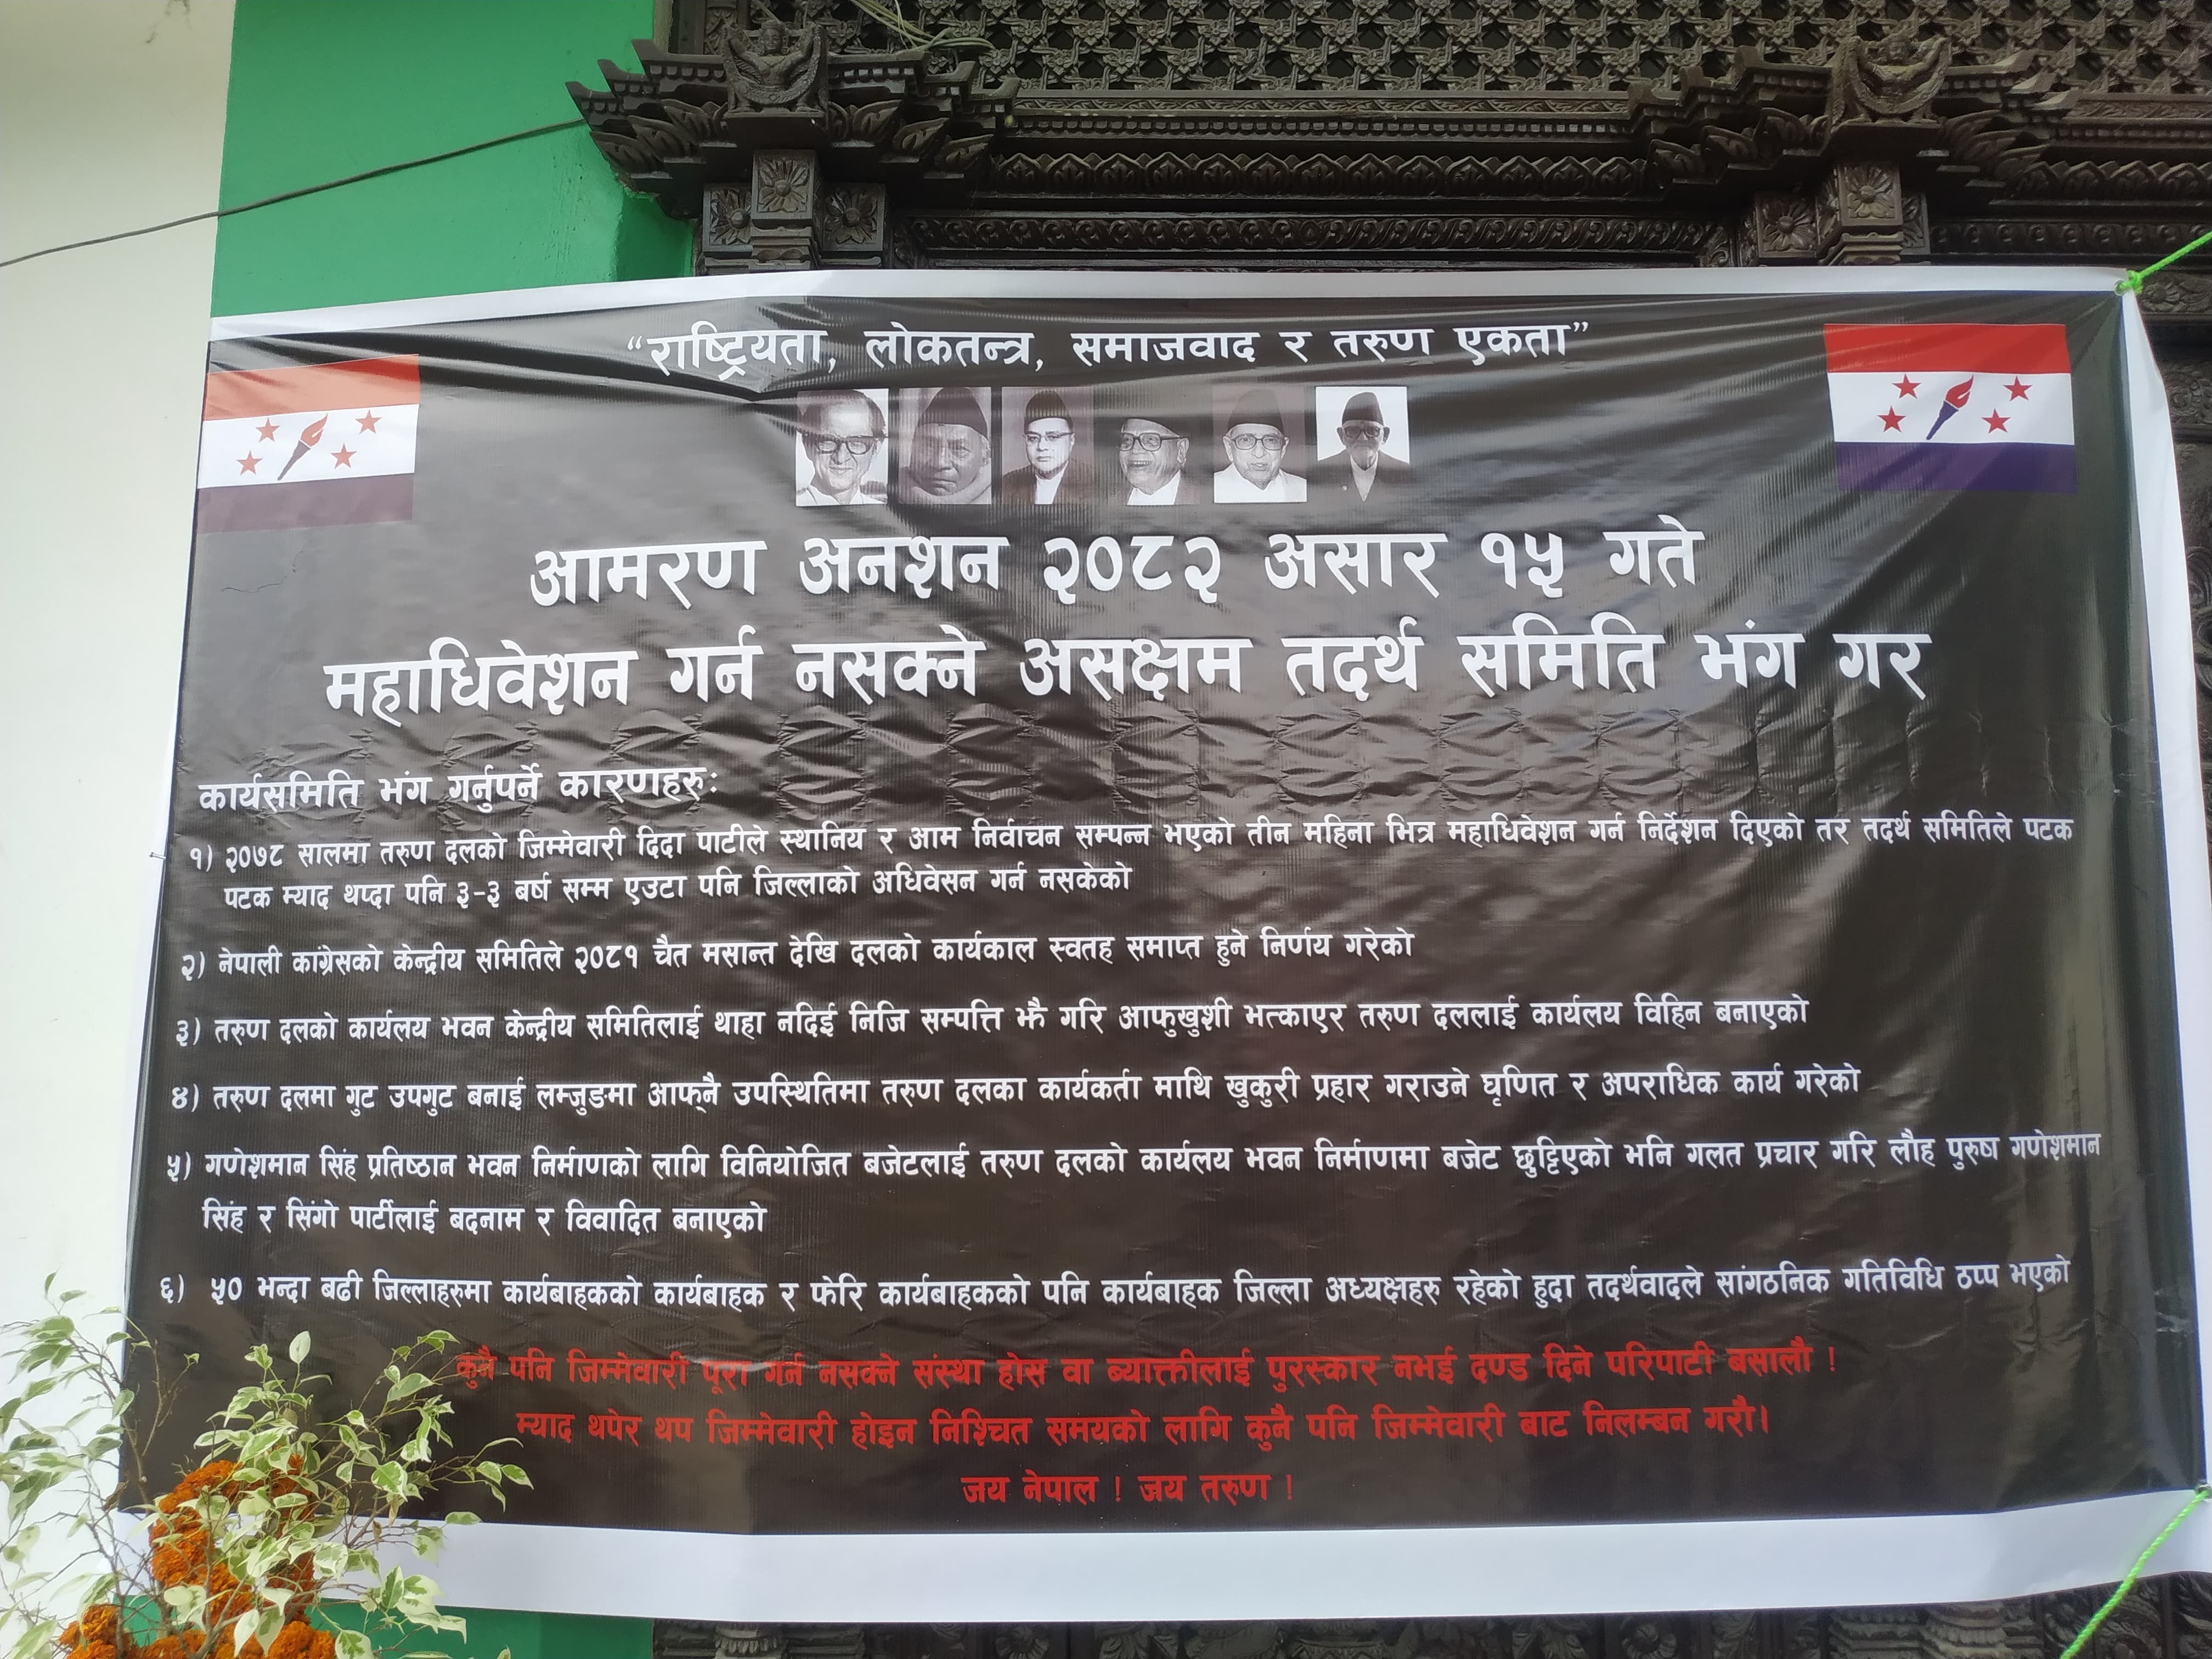 “राष्ट्रियता, लोकतन्त्र, समाजवाद र तरुण एकता”
आमरण अनशन २०८२ असार १५ गते
महाधिवेशन गर्न नसक्ने असक्षम तदर्थ समिति भंग गर
कार्यसमिति भंग गर्नुपर्ने कारणहरुः
१) २०७८ सालमा तरुण दलको जिम्मेवारी दिदा पाटीले स्थानिय र आम निर्वाचन सम्पन्न भएको तीन महिना भित्र महाधिवेशन गर्न निर्देशन दिएको तर तदर्थ समितिले पटक
पटक म्याद थप्दा पनि ३-३ बर्ष सम्म एउटा पनि जिल्लाको अधिवेसन गर्न नसकेको
२) नेपाली कांग्रेसको केन्द्रीय समितिले २०८१ चैत मसान्त देखि दलको कार्यकाल स्वतह समाप्त हुने निर्णय गरेको
३) तरुण दलको कार्यलय भवन केन्द्रीय समितिलाई थाहा नदिई निजि सम्पत्ति झै गरि आफुखुशी भत्काएर तरुण दललाई कार्यलय विहिन बनाएको
४) तरुण दलमा गुट उपगुट बनाई लम्जुङमा आफ्नै उपस्थितिमा तरुण दलका कार्यकर्ता माथि खुकुरी प्रहार गराउने घृणित र अपराधिक कार्य गरेको
५) गणेशमान सिंह प्रतिष्ठान भवन निर्माणको लागि विनियोजित बजेटलाई तरुण दलको कार्यलय भवन निर्माणमा बजेट छुट्टिएको भनि गलत प्रचार गरि लौह पुरुष गणेशमान
सिंह र सिंगो पार्टीलाई बदनाम र विवादित बनाएको
६) ५० भन्दा बढी जिल्लाहरुमा कार्यबाहकको कार्यबाहक र फेरि कार्यबाहकको पनि कार्यबाहक जिल्ला अध्यक्षहरु रहेको हुदा तदर्थवादले सांगठनिक गतिविधि ठप्प भएको
कुनै पनि जिम्मेवारी पूरा गर्न नसक्ने संस्था होस वा ब्याक्तीलाई पुरस्कार नभई दण्ड दिने परिपाटी बसालौ !
म्याद थपेर थप जिम्मेवारी होइन निश्चित समयको लागि कुनै पनि जिम्मेवारी बाट निलम्बन गरौ।
जय नेपाल ! जय तरुण !